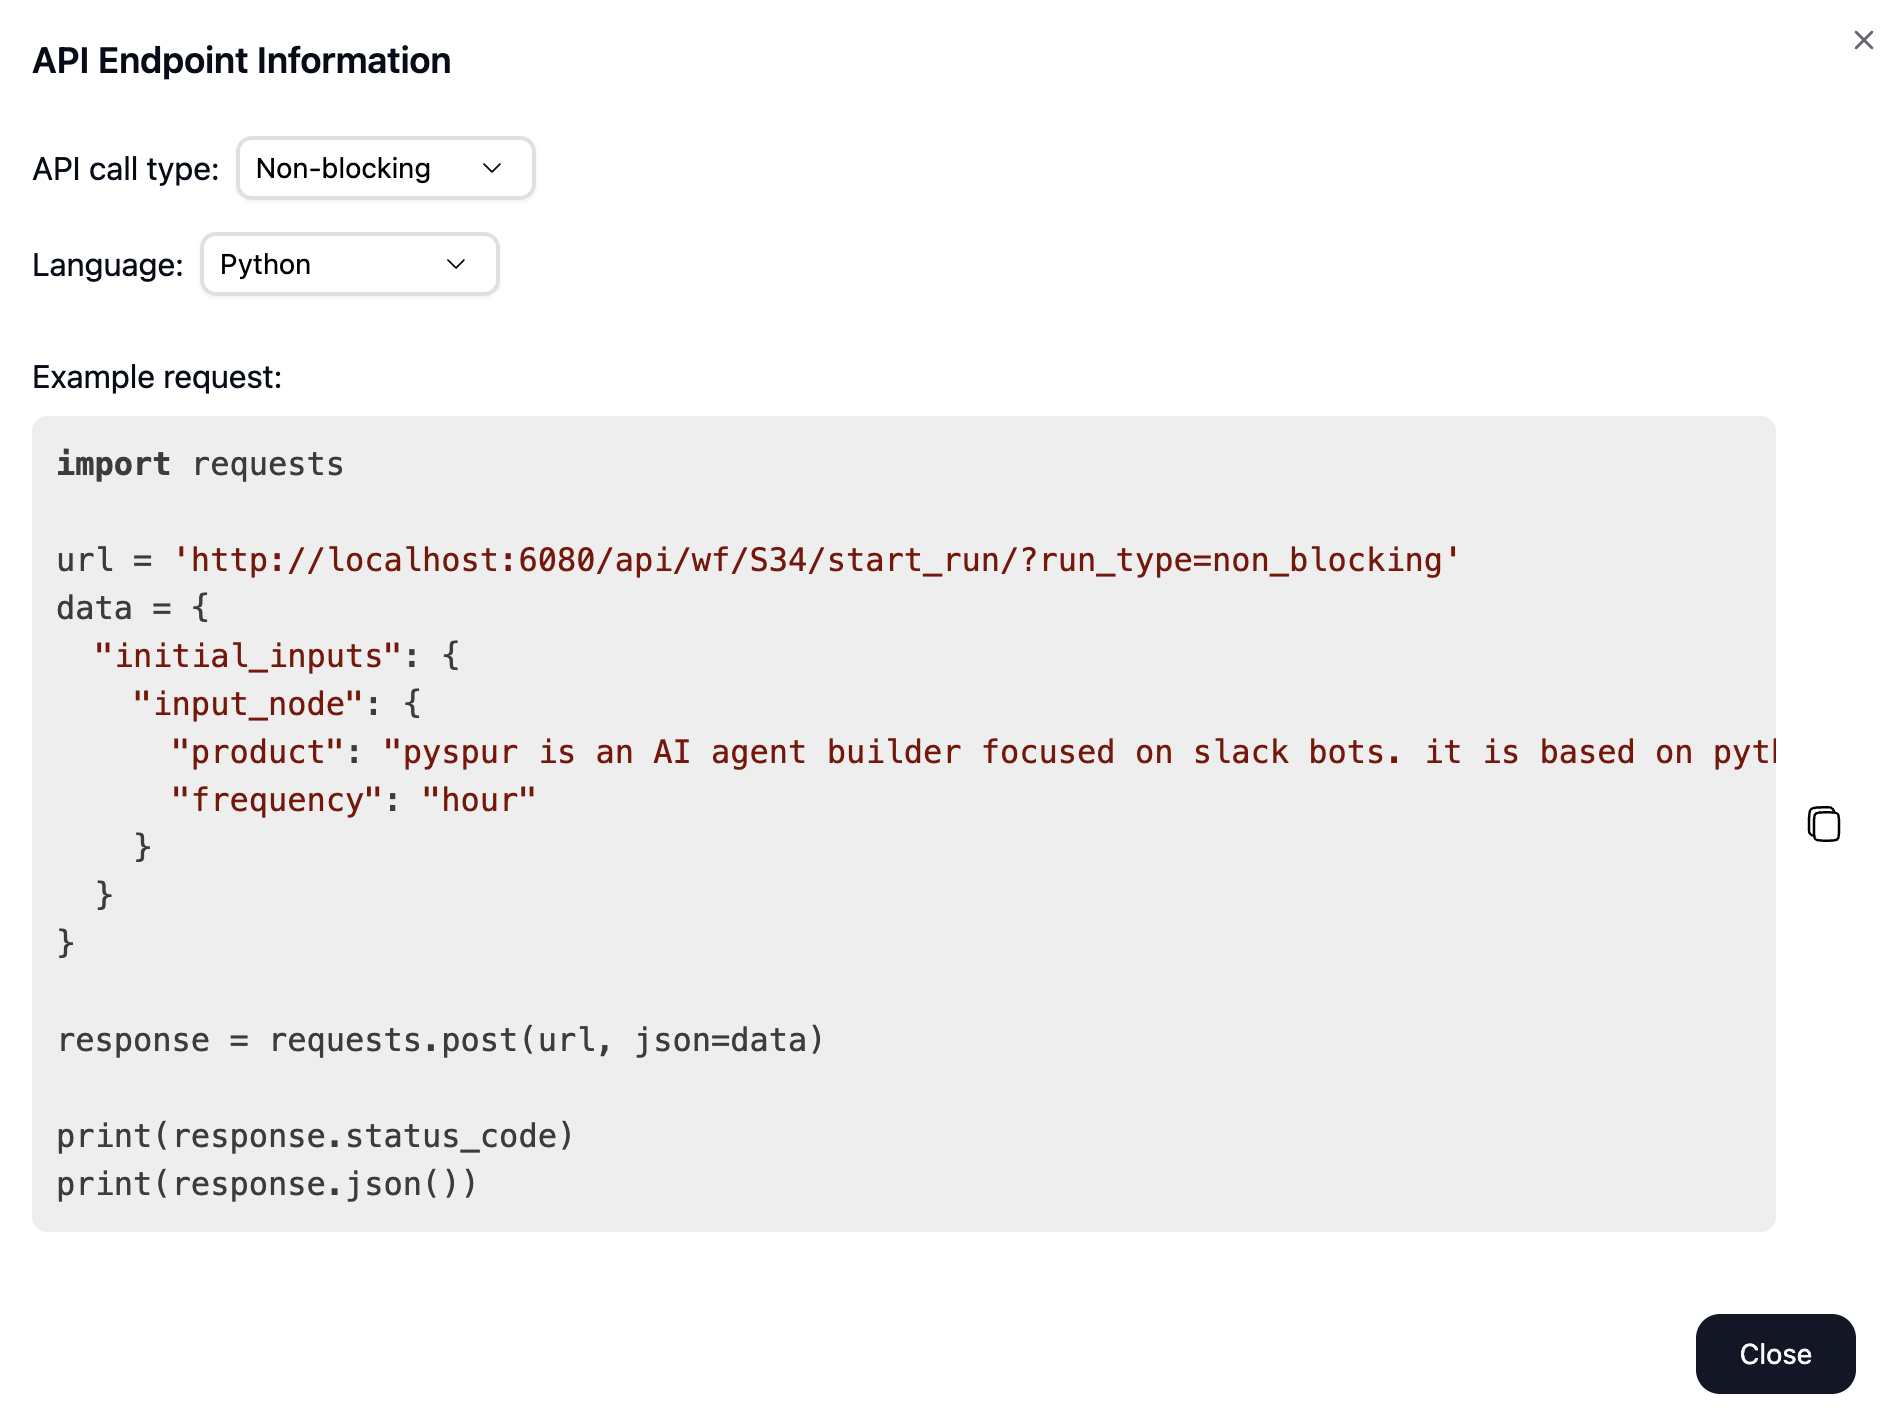 API Endpoint Information
API call type: Non-blocking
Language: Python
Example request:
import requests
url = 'http://localhost:6080/api/wf/S34/start_run/?run_type=non_blocking'
data = {
  "initial_inputs": {
    "input_node": {
      "product": "pyspur is an AI agent builder focused on slack bots. it is based on pyth
      "frequency": "hour"
    }
  }
}
response = requests.post(url, json=data)
print(response.status_code)
print(response.json())
Close